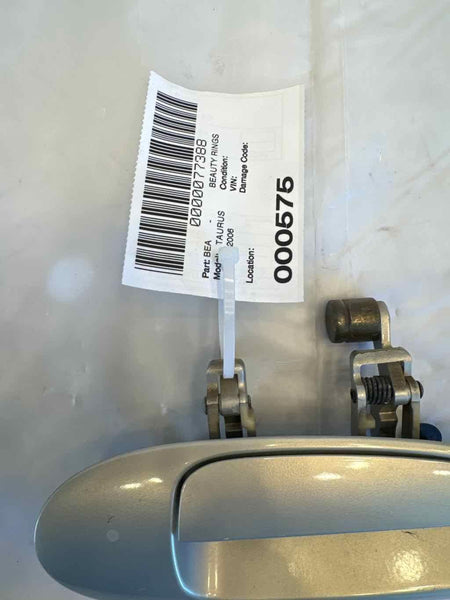 0000077388
Part: BEA - BEAUTY RINGS
Model: TAURUS Condition:
2006 VIN:
Damage Code:
Location:
000575